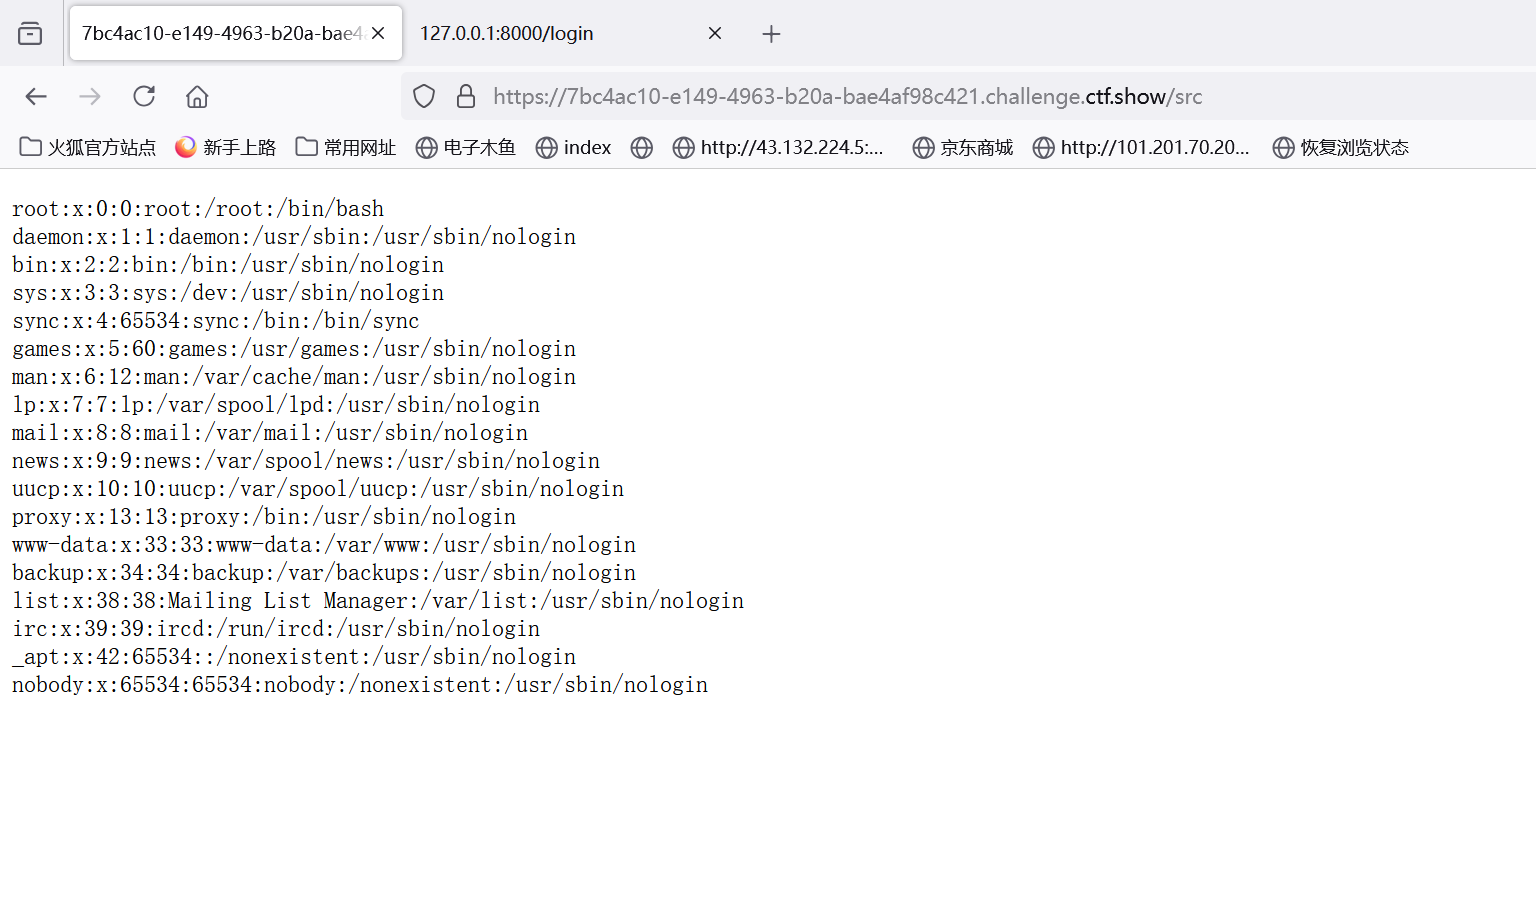 7bc4ac10-e149-4963-b20a-bae4
127.0.0.1:8000/login
https://7bc4ac10-e149-4963-b20a-bae4af98c421.challenge.ctf.show/src
火狐官方站点 新手上路 常用网址 电子木鱼 index http://43.132.224.5:... 京东商城 http://101.201.70.20... 恢复浏览状态
root:x:0:0:root:/root:/bin/bash
daemon:x:1:1:daemon:/usr/sbin:/usr/sbin/nologin
bin:x:2:2:bin:/bin:/usr/sbin/nologin
sys:x:3:3:sys:/dev:/usr/sbin/nologin
sync:x:4:65534:sync:/bin:/bin/sync
games:x:5:60:games:/usr/games:/usr/sbin/nologin
man:x:6:12:man:/var/cache/man:/usr/sbin/nologin
lp:x:7:7:lp:/var/spool/lpd:/usr/sbin/nologin
mail:x:8:8:mail:/var/mail:/usr/sbin/nologin
news:x:9:9:news:/var/spool/news:/usr/sbin/nologin
uucp:x:10:10:uucp:/var/spool/uucp:/usr/sbin/nologin
proxy:x:13:13:proxy:/bin:/usr/sbin/nologin
www-data:x:33:33:www-data:/var/www:/usr/sbin/nologin
backup:x:34:34:backup:/var/backups:/usr/sbin/nologin
list:x:38:38:Mailing List Manager:/var/list:/usr/sbin/nologin
irc:x:39:39:ircd:/run/ircd:/usr/sbin/nologin
_apt:x:42:65534::/nonexistent:/usr/sbin/nologin
nobody:x:65534:65534:nobody:/nonexistent:/usr/sbin/nologin